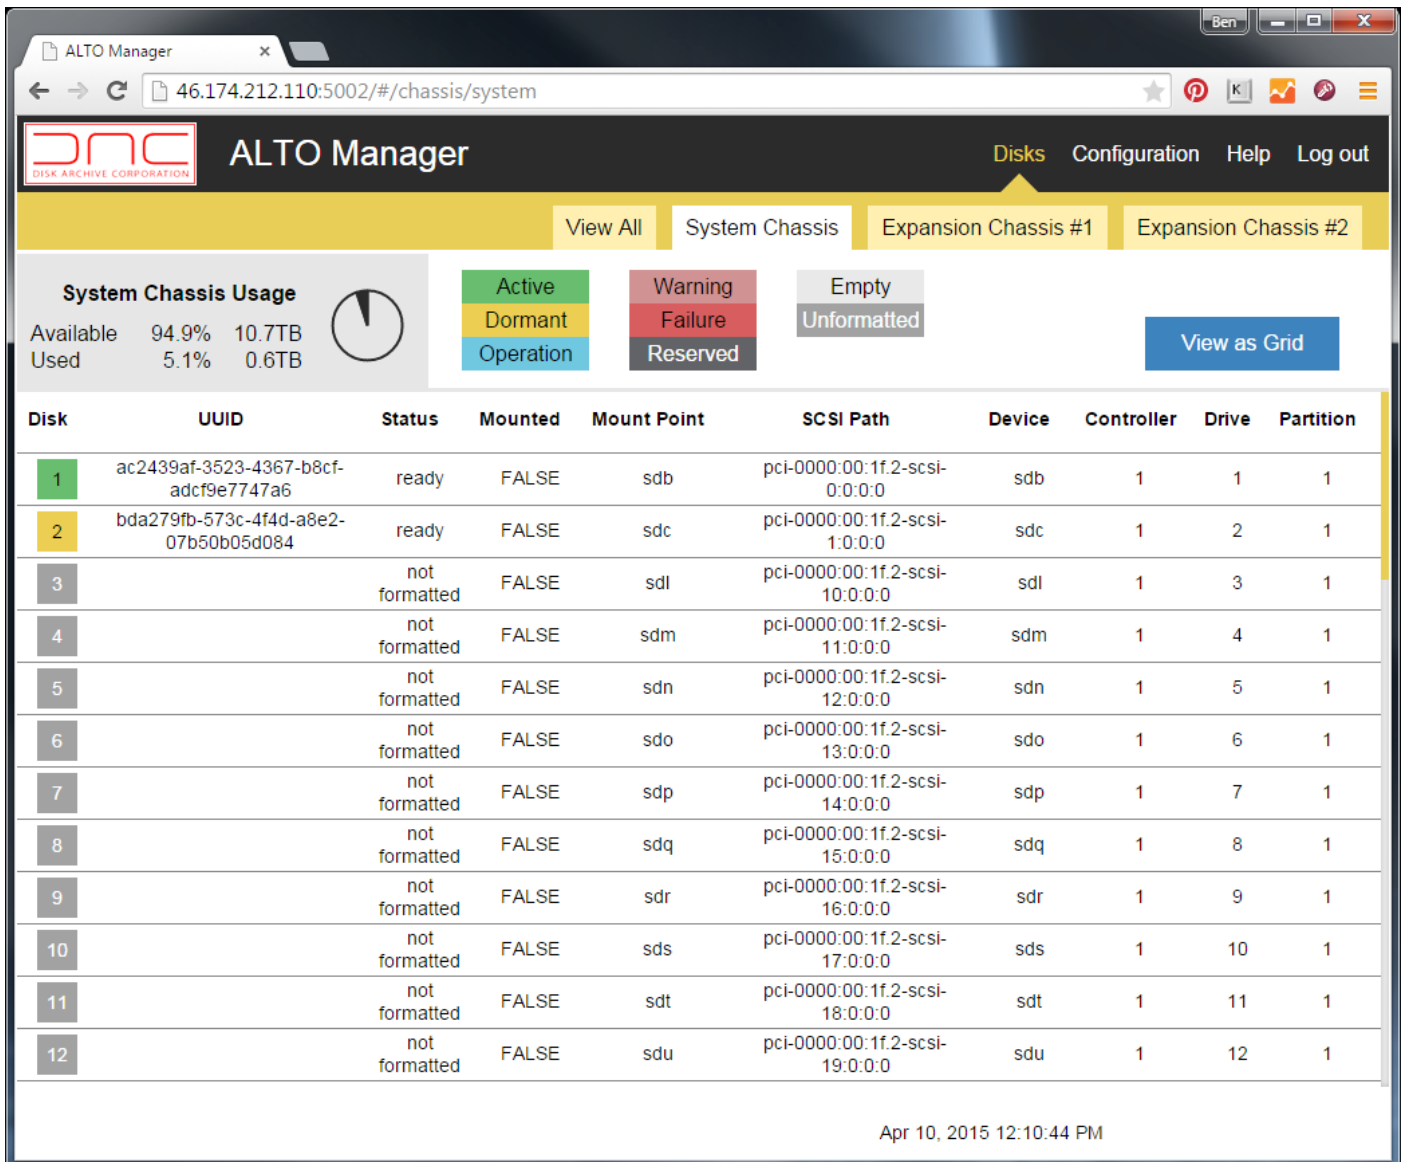 Ben
ALTO Manager
46.174.212.110:5002/#/chassis/system
K
DISK ARCHIVE CORPORATION
ALTO Manager
Disks Configuration Help Log out
View All System Chassis Expansion Chassis #1 Expansion Chassis #2
System Chassis Usage
Available 94.9% 10.7TB
Used 5.1% 0.6TB
Active Warning Empty
Dormant Failure Unformatted
Operation Reserved
View as Grid
Disk UUID Status Mounted Mount Point SCSI Path Device Controller Drive Partition
1 ac2439af-3523-4367-b8cf- ready FALSE sdb pci-0000:00:1f.2-scsi- sdb 1 1 1
adcf9e7747a6 0:0:0:0
2 bda279fb-573c-4f4d-a8e2- ready FALSE sdc pci-0000:00:1f.2-scsi- sdc 1 2 1
07b50b05d084 1:0:0:0
3 not FALSE sdl pci-0000:00:1f.2-scsi- sdl 1 3 1
formatted 10:0:0:0
4 not FALSE sdm pci-0000:00:1f.2-scsi- sdm 1 4 1
formatted 11:0:0:0
5 not FALSE sdn pci-0000:00:1f.2-scsi- sdn 1 5 1
formatted 12:0:0:0
6 not FALSE sdo pci-0000:00:1f.2-scsi- sdo 1 6 1
formatted 13:0:0:0
7 not FALSE sdp pci-0000:00:1f.2-scsi- sdp 1 7 1
formatted 14:0:0:0
8 not FALSE sdq pci-0000:00:1f.2-scsi- sdq 1 8 1
formatted 15:0:0:0
9 not FALSE sdr pci-0000:00:1f.2-scsi- sdr 1 9 1
formatted 16:0:0:0
10 not FALSE sds pci-0000:00:1f.2-scsi- sds 1 10 1
formatted 17:0:0:0
11 not FALSE sdt pci-0000:00:1f.2-scsi- sdt 1 11 1
formatted 18:0:0:0
12 not FALSE sdu pci-0000:00:1f.2-scsi- sdu 1 12 1
formatted 19:0:0:0
Apr 10, 2015 12:10:44 PM